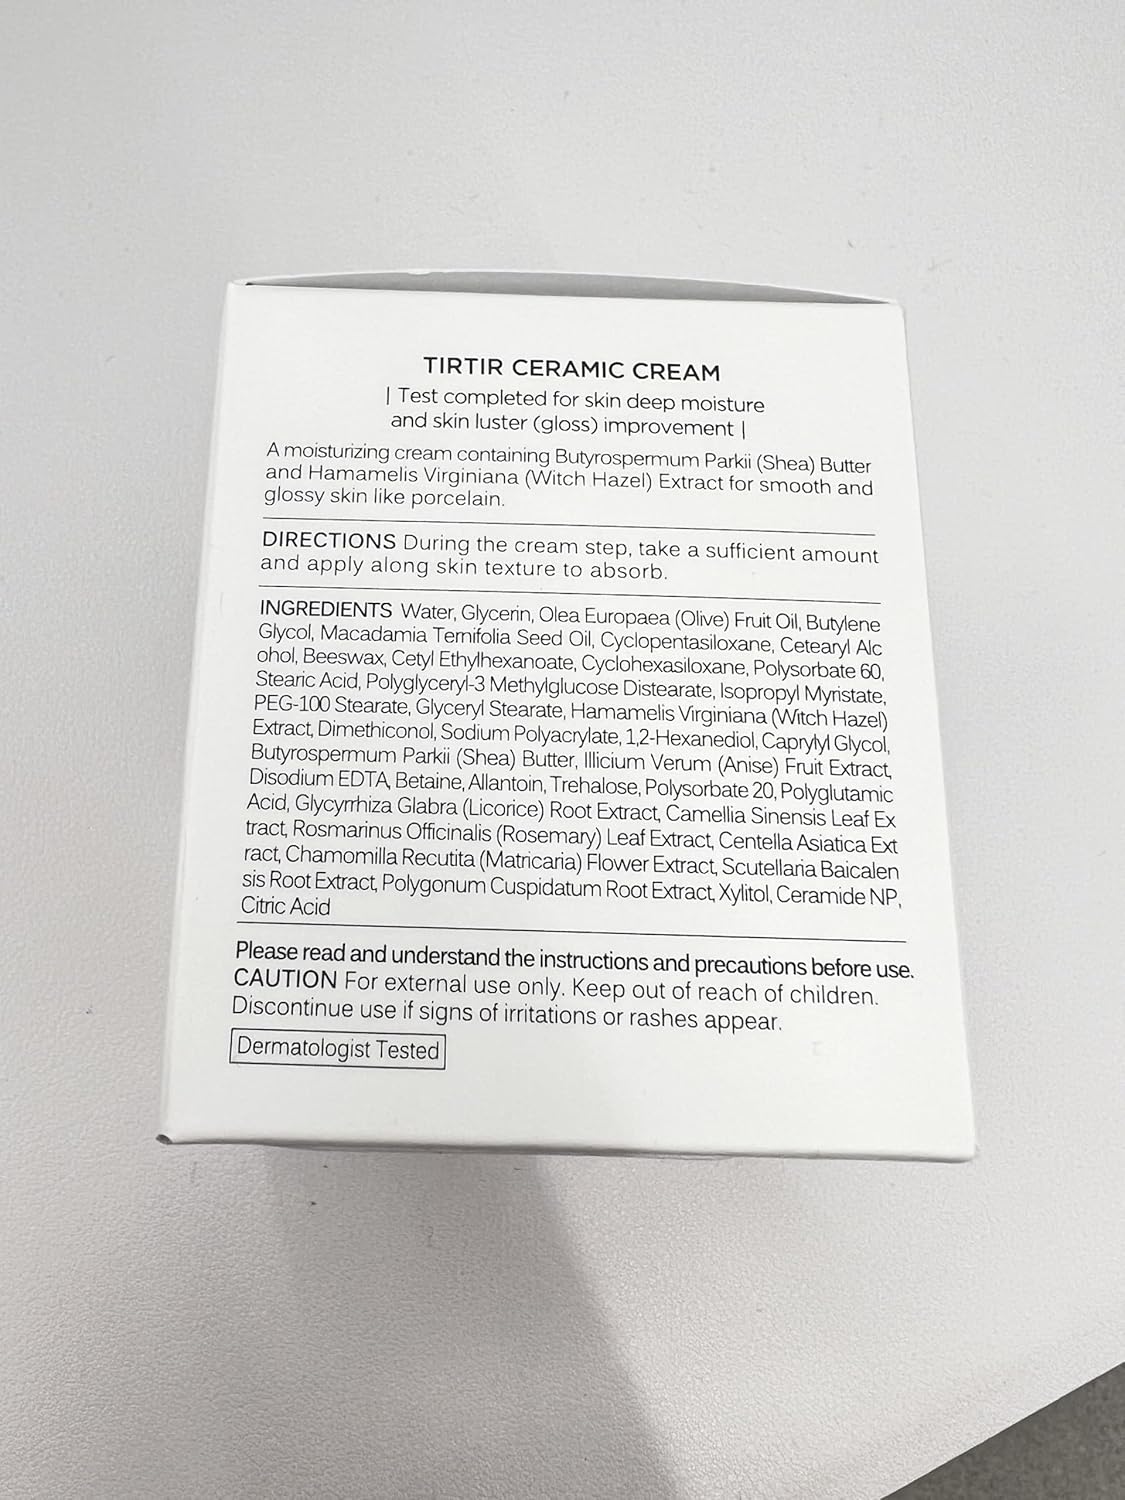 TIRTIR CERAMIC CREAM
| Test completed for skin deep moisture
and skin luster (gloss) improvement |
A moisturizing cream containing Butyrospermum Parkii (Shea) Butter
and Hamamelis Virginiana (Witch Hazel) Extract for smooth and
glossy skin like porcelain.
DIRECTIONS During the cream step, take a sufficient amount
and apply along skin texture to absorb.
INGREDIENTS Water, Glycerin, Olea Europaea (Olive) Fruit Oil, Butylene
Glycol, Macadamia Ternifolia Seed Oil, Cyclopentasiloxane, Cetearyl Alc
ohol, Beeswax, Cetyl Ethylhexanoate, Cyclohexasiloxane, Polysorbate 60,
Stearic Acid, Polyglyceryl-3 Methylglucose Distearate, Isopropyl Myristate,
PEG-100 Stearate, Glyceryl Stearate, Hamamelis Virginiana (Witch Hazel)
Extract, Dimethiconol, Sodium Polyacrylate, 1,2-Hexanediol, Caprylyl Glycol,
Butyrospermum Parkii (Shea) Butter, Illicium Verum (Anise) Fruit Extract,
Disodium EDTA, Betaine, Allantoin, Trehalose, Polysorbate 20, Polyglutamic
Acid, Glycyrrhiza Glabra (Licorice) Root Extract, Camellia Sinensis Leaf Ex
tract, Rosmarinus Officinalis (Rosemary) Leaf Extract, Centella Asiatica Ext
ract, Chamomilla Recutita (Matricaria) Flower Extract, Scutellaria Baicalen
sis Root Extract, Polygonum Cuspidatum Root Extract, Xylitol, Ceramide NP,
Citric Acid
Please read and understand the instructions and precautions before use.
CAUTION For external use only. Keep out of reach of children.
Discontinue use if signs of irritations or rashes appear.
Dermatologist Tested